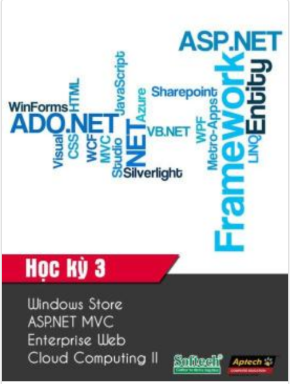 ASP.NET
HTML
JavaScript
Azure
Sharepoint
WinForms
ADO.NET
Visual
CSS
WCF
MVC
Studio
.NET
VB.NET
WPF
Metro-Apps
Framework
LINQ
Entity
Silverlight
Học kỳ 3
Windows Store
ASP.NET MVC
Enterprise Web
Cloud Computing II
Softech
Aptech
COMPUTER EDUCATION